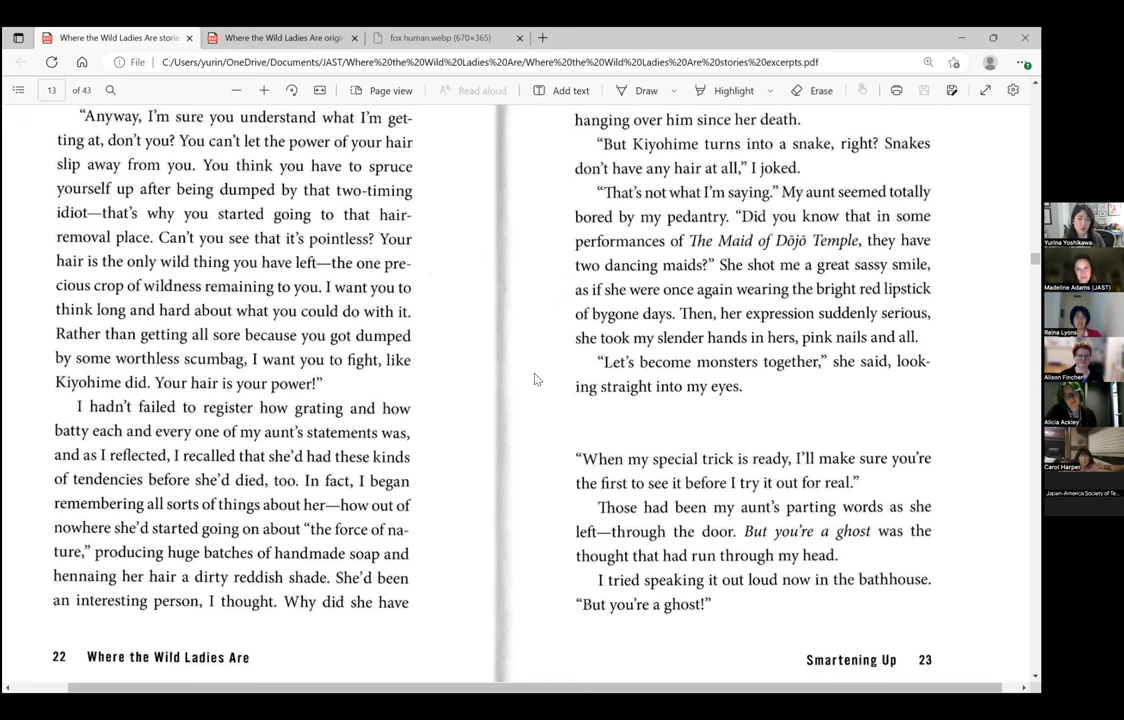 Where the Wild Ladies Are storie
Where the Wild Ladies Are origin
fox human.webp (670×365)
File
C:/Users/yurin/OneDrive/Documents/JAST/Where%20the%20Wild%20Ladies%20Are/Where%20the%20Wild%20Ladies%20Are%20stories%20excerpts.pdf
13 of 43
Page view
Read aloud
Add text
Draw
Highlight
Erase
“Anyway, I’m sure you understand what I’m get-
ting at, don’t you? You can’t let the power of your hair
slip away from you. You think you have to spruce
yourself up after being dumped by that two-timing
idiot—that’s why you started going to that hair-
removal place. Can’t you see that it’s pointless? Your
hair is the only wild thing you have left—the one pre-
cious crop of wildness remaining to you. I want you to
think long and hard about what you could do with it.
Rather than getting all sore because you got dumped
by some worthless scumbag, I want you to fight, like
Kiyohime did. Your hair is your power!”
I hadn’t failed to register how grating and how
batty each and every one of my aunt’s statements was,
and as I reflected, I recalled that she’d had these kinds
of tendencies before she’d died, too. In fact, I began
remembering all sorts of things about her—how out of
nowhere she’d started going on about “the force of na-
ture,” producing huge batches of handmade soap and
hennaing her hair a dirty reddish shade. She’d been
an interesting person, I thought. Why did she have
22 Where the Wild Ladies Are
hanging over him since her death.
“But Kiyohime turns into a snake, right? Snakes
don’t have any hair at all,” I joked.
“That’s not what I’m saying.” My aunt seemed totally
bored by my pedantry. “Did you know that in some
performances of The Maid of Dōjō Temple, they have
two dancing maids?” She shot me a great sassy smile,
as if she were once again wearing the bright red lipstick
of bygone days. Then, her expression suddenly serious,
she took my slender hands in hers, pink nails and all.
“Let’s become monsters together,” she said, look-
ing straight into my eyes.
“When my special trick is ready, I’ll make sure you’re
the first to see it before I try it out for real.”
Those had been my aunt’s parting words as she
left—through the door. But you’re a ghost was the
thought that had run through my head.
I tried speaking it out loud now in the bathhouse.
“But you’re a ghost!”
Smartening Up 23
Yurina Yoshikawa
Madeline Adams (JAST)
Reina Lyons
Alison Fincher
Alicia Ackley
Carol Harper
Japan-America Society of Te...